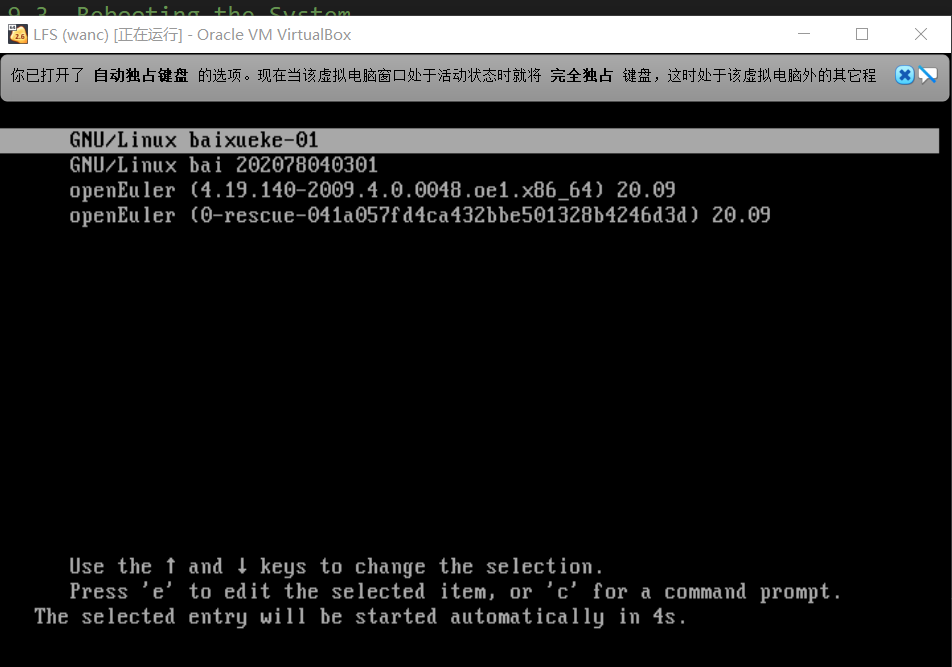 9.3. Rebooting the System
LFS (wanc) [正在运行] - Oracle VM VirtualBox
你已打开了 自动独占键盘 的选项。现在当该虚拟电脑窗口处于活动状态时就将 完全独占 键盘，这时处于该虚拟电脑外的其它程
GNU/Linux baixueke-01
GNU/Linux bai 202078040301
openEuler (4.19.140-2009.4.0.0048.oe1.x86_64) 20.09
openEuler (0-rescue-041a057fd4ca432bbe501328b4246d3d) 20.09
Use the ↑ and ↓ keys to change the selection.
Press 'e' to edit the selected item, or 'c' for a command prompt.
The selected entry will be started automatically in 4s.